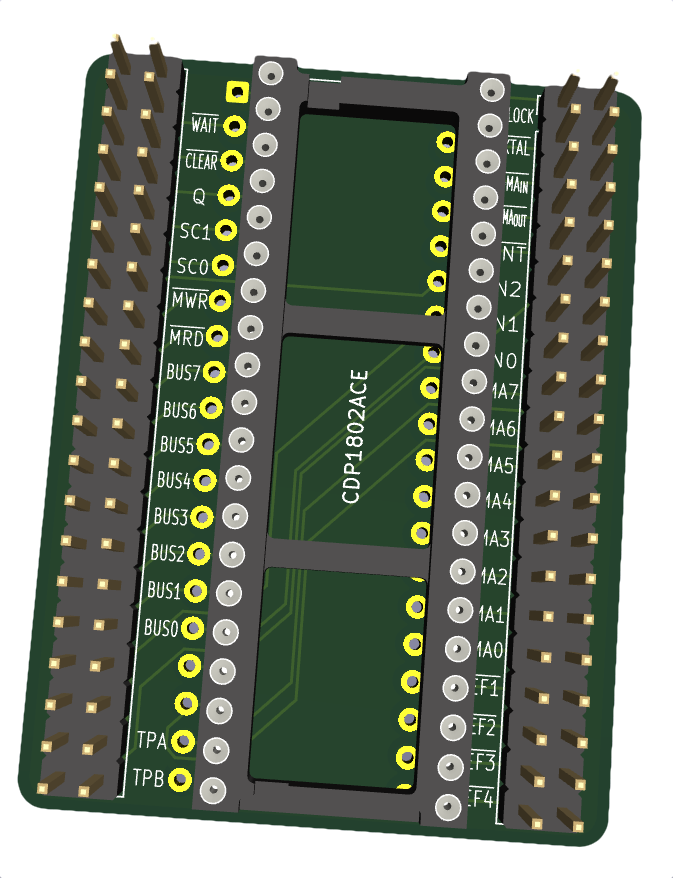 WAIT
CLEAR
Q
SC1
SC0
MWR
MRD
BUS7
BUS6
BUS5
BUS4
BUS3
BUS2
BUS1
BUS0
TPA
TPB
CDP1802ACE
LOCK
XTAL
MAIN
MAOUT
NT
N2
N1
N0
MA7
MA6
MA5
MA4
MA3
MA2
MA1
MA0
EF1
EF2
EF3
EF4